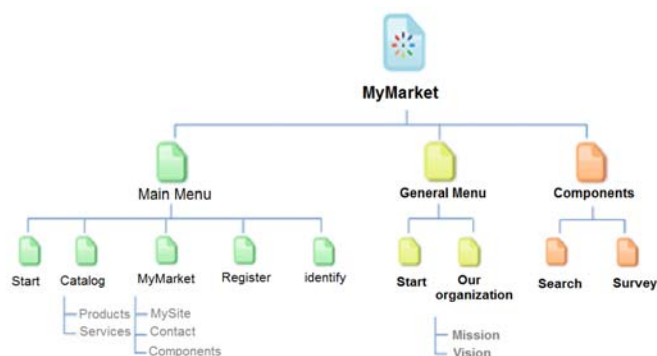 MyMarket
Main Menu
General Menu
Components
Start
Catalog
MyMarket
Register
identify
Start
Our
organization
Search
Survey
Products
Services
MySite
Contact
Components
Mission
Vision